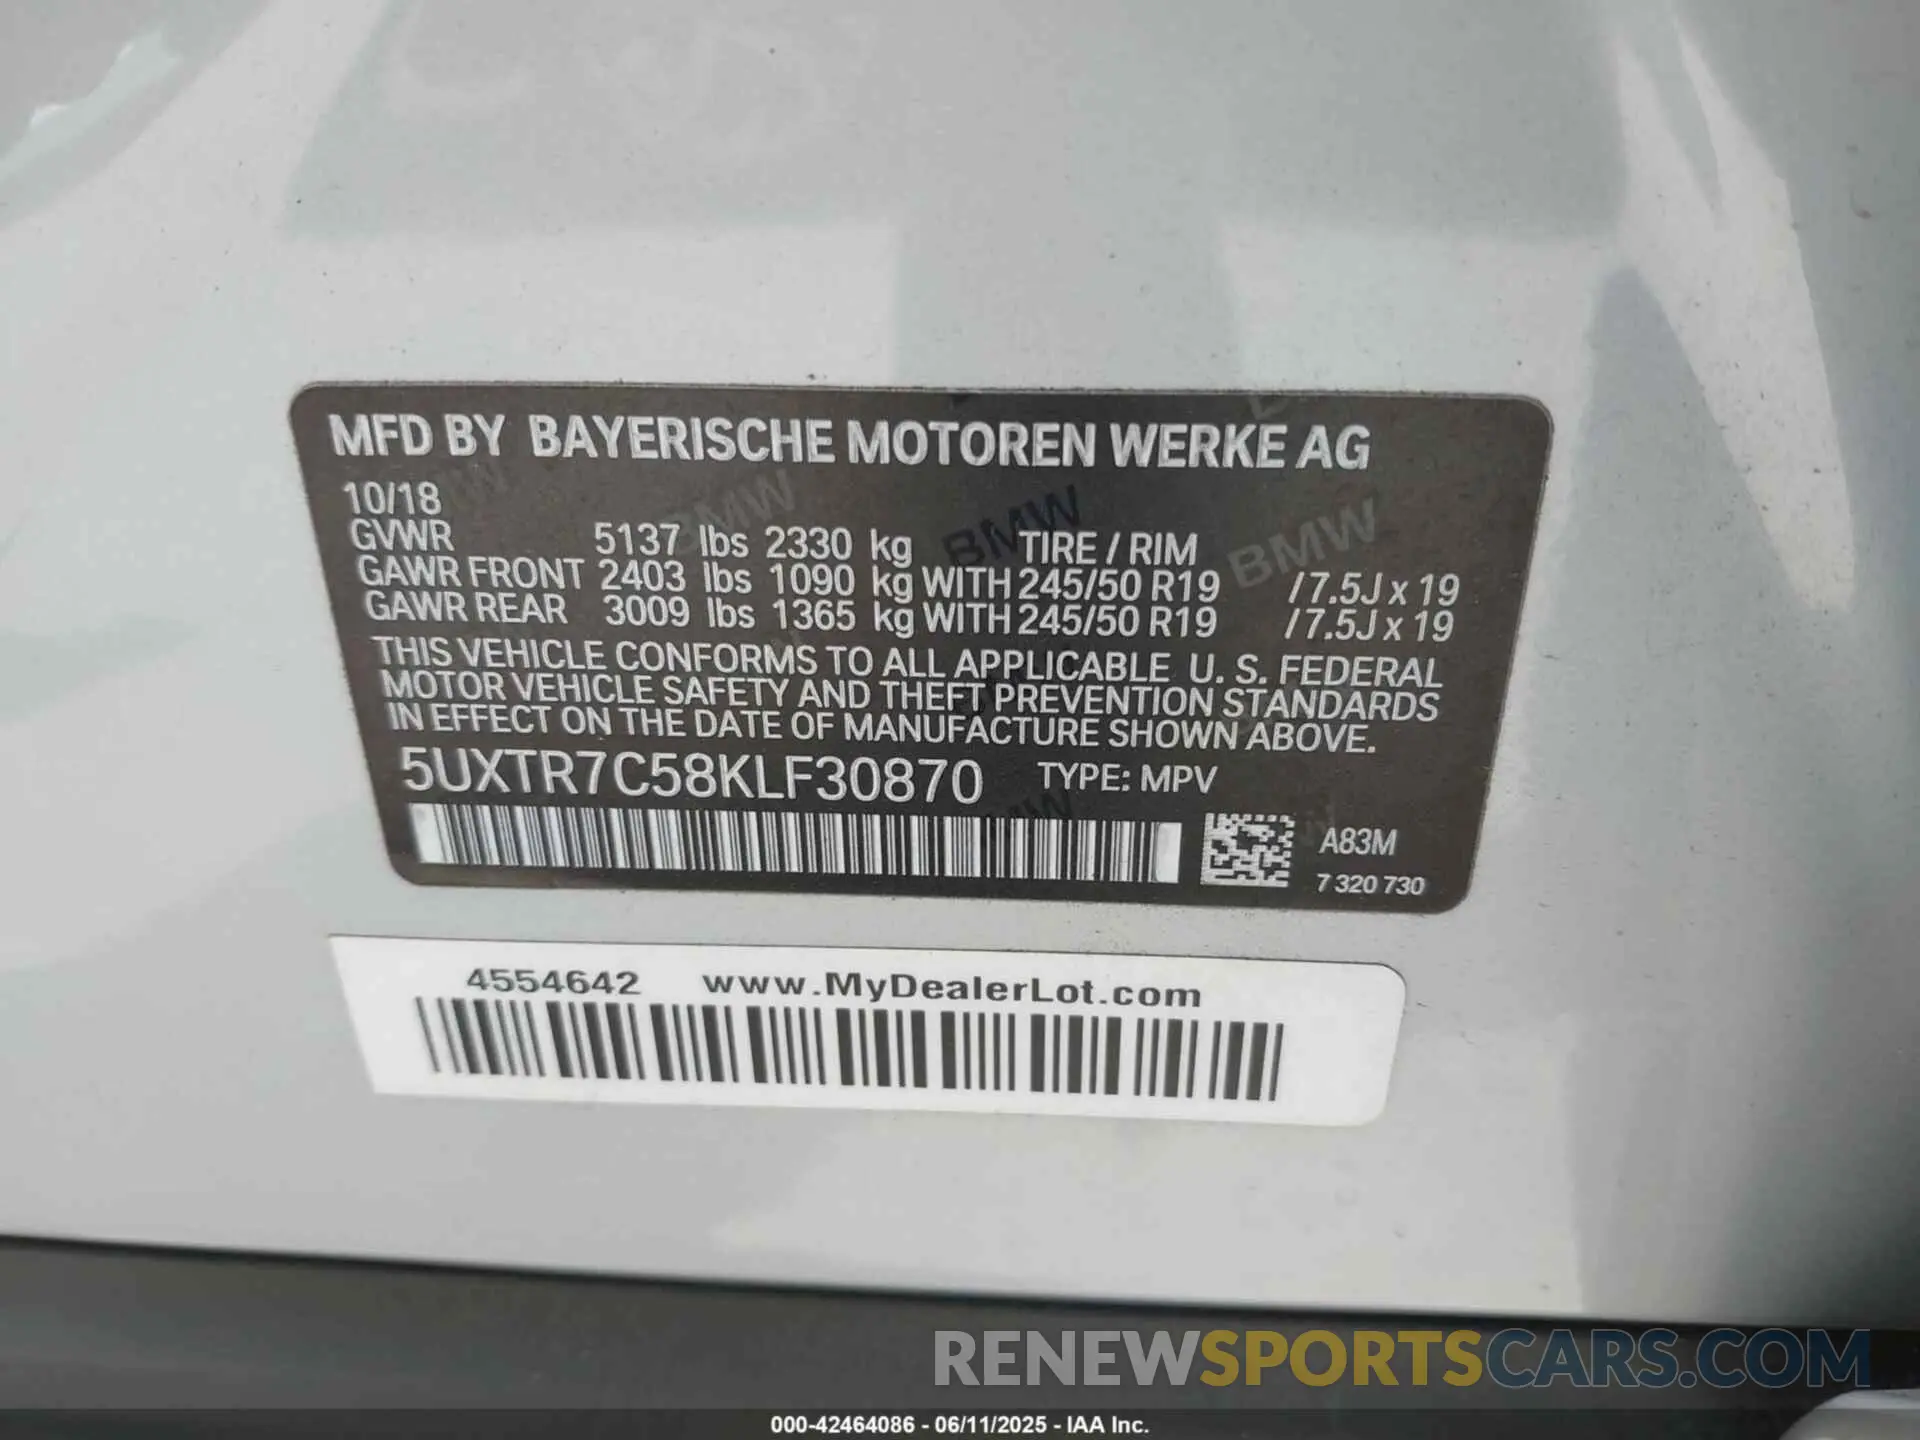 MFD BY BAYERISCHE MOTOREN WERKE AG
10/18
GVWR 5137 lbs 2330 kg TIRE / RIM
GAWR FRONT 2403 lbs 1090 kg WITH 245/50 R19 /7.5J x 19
GAWR REAR 3009 lbs 1365 kg WITH 245/50 R19 /7.5J x 19
THIS VEHICLE CONFORMS TO ALL APPLICABLE U. S. FEDERAL
MOTOR VEHICLE SAFETY AND THEFT PREVENTION STANDARDS
IN EFFECT ON THE DATE OF MANUFACTURE SHOWN ABOVE.
5UXTR7C58KLF30870 TYPE: MPV
A83M
7 320 730
4554642 www.MyDealerLot.com
RENEWSPORTSCARS.COM
000-42464086 - 06/11/2025 - IAA Inc.